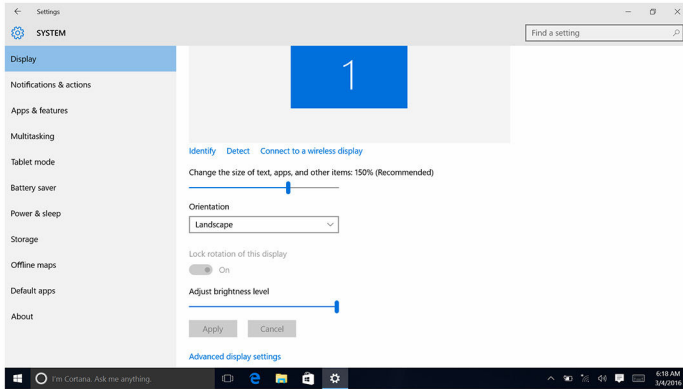 Settings
SYSTEM
Find a setting
Display
Notifications & actions
Apps & features
Multitasking
Tablet mode
Battery saver
Power & sleep
Storage
Offline maps
Default apps
About
1
Identify Detect Connect to a wireless display
Change the size of text, apps, and other items: 150% (Recommended)
Orientation
Landscape
Lock rotation of this display
On
Adjust brightness level
Apply Cancel
Advanced display settings
I'm Cortana. Ask me anything.
6:18 AM
3/4/2016